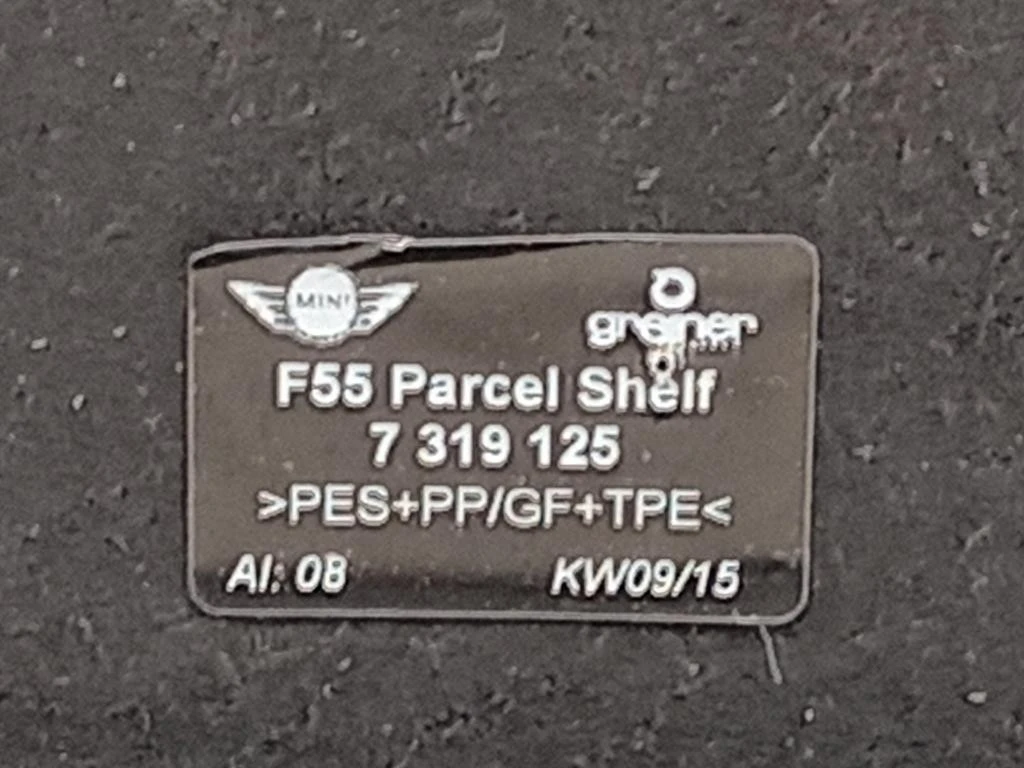 MINI
greiner
F55 Parcel Shelf
7 319 125
>PES+PP/GF+TPE<
AI: 08 KW09/15